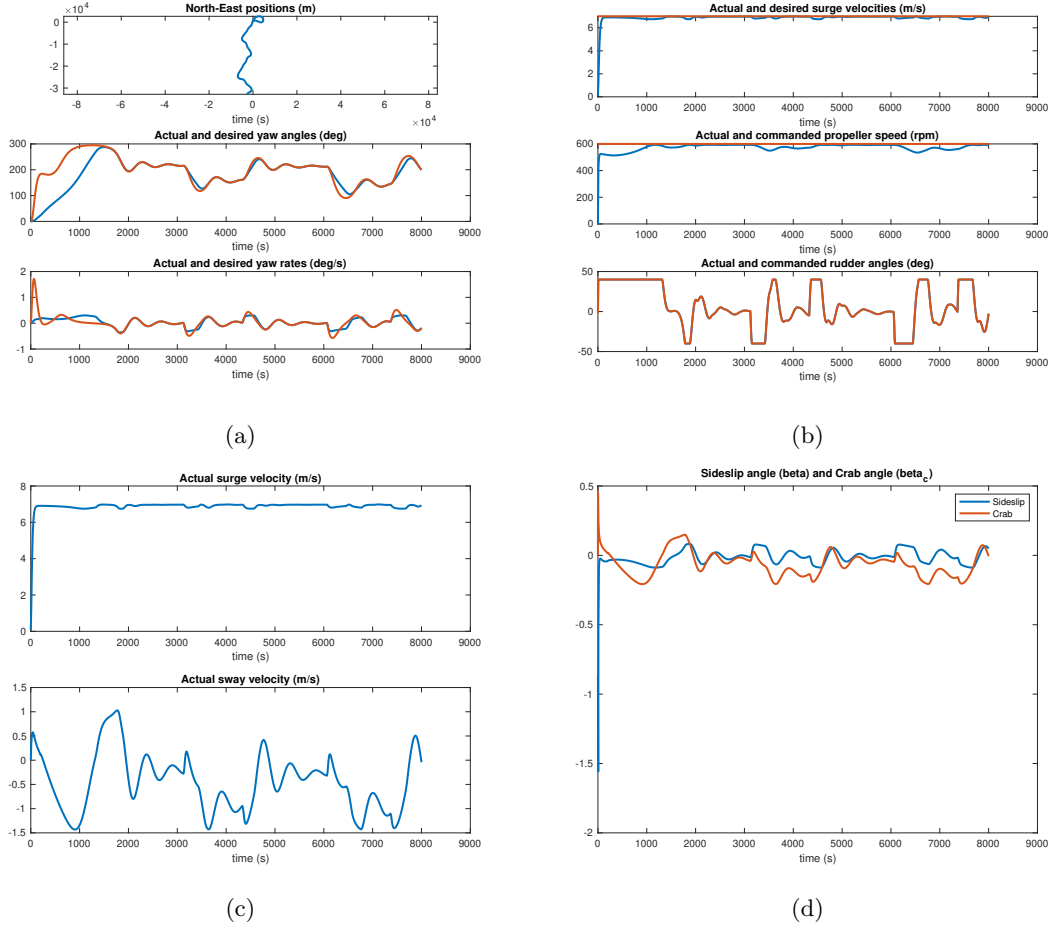 North-East positions (m)
×10⁴
0
-1
-2
-3
-8 -6 -4 -2 0 2 4 6 8
time (s)
×10⁴
Actual and desired yaw angles (deg)
300
200
100
0
0 1000 2000 3000 4000 5000 6000 7000 8000 9000
time (s)
Actual and desired yaw rates (deg/s)
2
1
0
-1
0 1000 2000 3000 4000 5000 6000 7000 8000 9000
time (s)
(a)
Actual and desired surge velocities (m/s)
6
4
2
0
0 1000 2000 3000 4000 5000 6000 7000 8000 9000
time (s)
Actual and commanded propeller speed (rpm)
600
400
200
0
0 1000 2000 3000 4000 5000 6000 7000 8000 9000
time (s)
Actual and commanded rudder angles (deg)
50
0
-50
0 1000 2000 3000 4000 5000 6000 7000 8000 9000
time (s)
(b)
Actual surge velocity (m/s)
8
6
4
2
0
0 1000 2000 3000 4000 5000 6000 7000 8000 9000
time (s)
Actual sway velocity (m/s)
1.5
1
0.5
0
-0.5
-1
-1.5
0 1000 2000 3000 4000 5000 6000 7000 8000 9000
time (s)
(c)
Sideslip angle (beta) and Crab angle (beta_c)
Sideslip
Crab
0.5
0
-0.5
-1
-1.5
-2
0 1000 2000 3000 4000 5000 6000 7000 8000 9000
time (s)
(d)